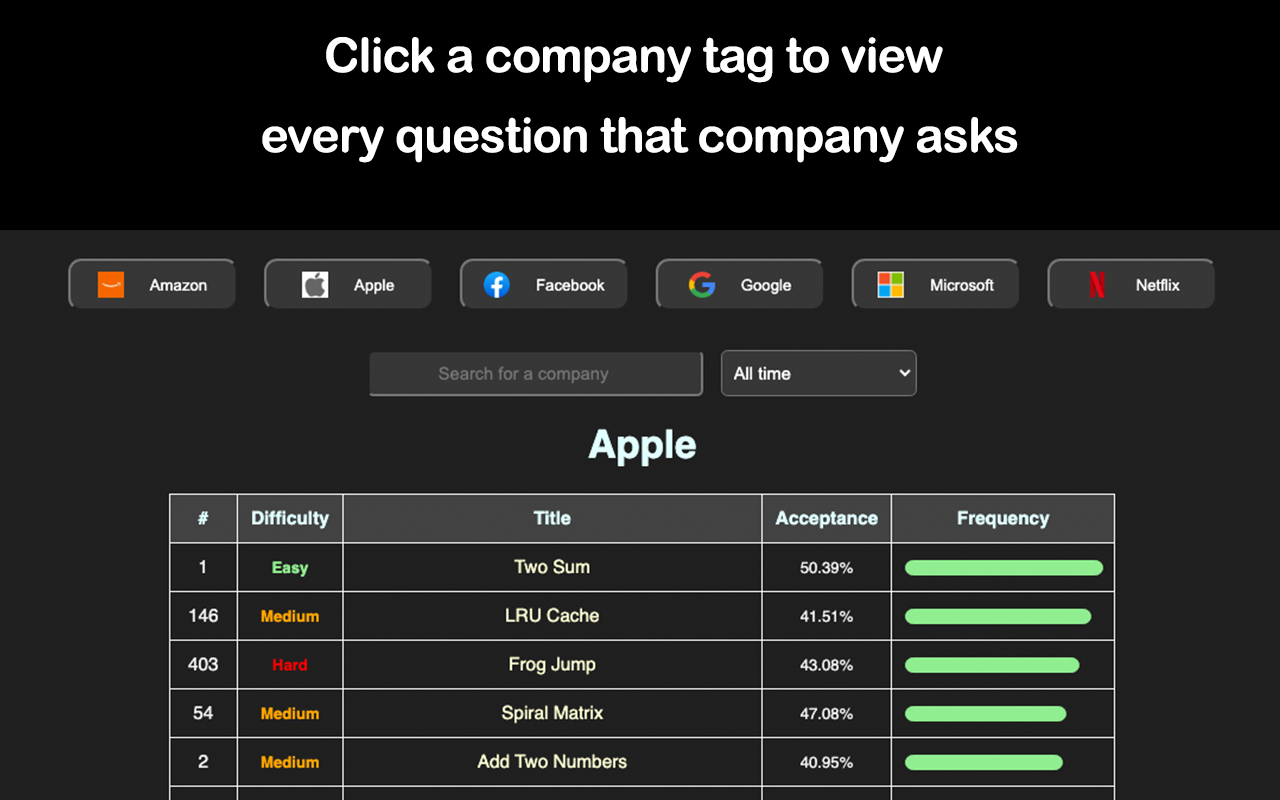 Click a company tag to view
every question that company asks
Amazon Apple Facebook Google Microsoft Netflix
Search for a company All time
Apple
# Difficulty Title Acceptance Frequency
1 Easy Two Sum 50.39%
146 Medium LRU Cache 41.51%
403 Hard Frog Jump 43.08%
54 Medium Spiral Matrix 47.08%
2 Medium Add Two Numbers 40.95%